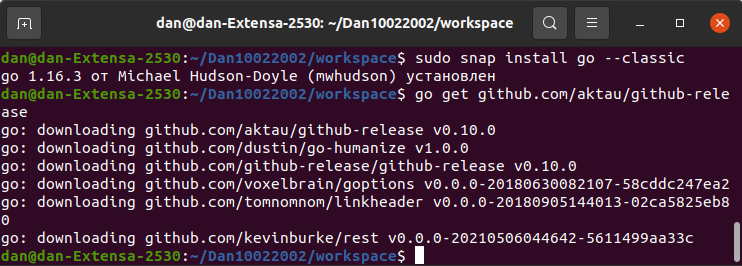 dan@dan-Extensa-2530: ~/Dan10022002/workspace
dan@dan-Extensa-2530:~/Dan10022002/workspace$ sudo snap install go --classic
go 1.16.3 от Michael Hudson-Doyle (mwhudson) установлен
dan@dan-Extensa-2530:~/Dan10022002/workspace$ go get github.com/aktau/github-rele
ase
go: downloading github.com/aktau/github-release v0.10.0
go: downloading github.com/dustin/go-humanize v1.0.0
go: downloading github.com/github-release/github-release v0.10.0
go: downloading github.com/voxelbrain/goptions v0.0.0-20180630082107-58cddc247ea2
go: downloading github.com/tomnomnom/linkheader v0.0.0-20180905144013-02ca5825eb8
0
go: downloading github.com/kevinburke/rest v0.0.0-20210506044642-5611499aa33c
dan@dan-Extensa-2530:~/Dan10022002/workspace$